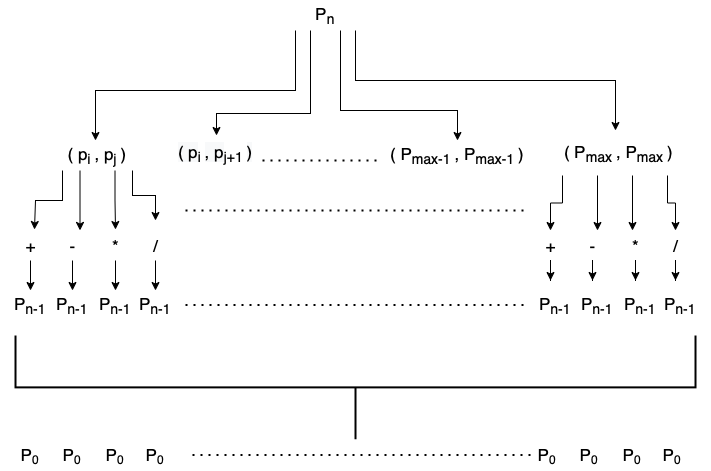 Pₙ
( pᵢ , pⱼ ) ( pᵢ , pⱼ₊₁ ) .............. ( Pmax-1 , Pmax-1 ) ( Pmax , Pmax )
........................................
+ - * / + - * /
Pn-1 Pn-1 Pn-1 Pn-1 ........................................ Pn-1 Pn-1 Pn-1 Pn-1
P₀ P₀ P₀ P₀ ........................................ P₀ P₀ P₀ P₀